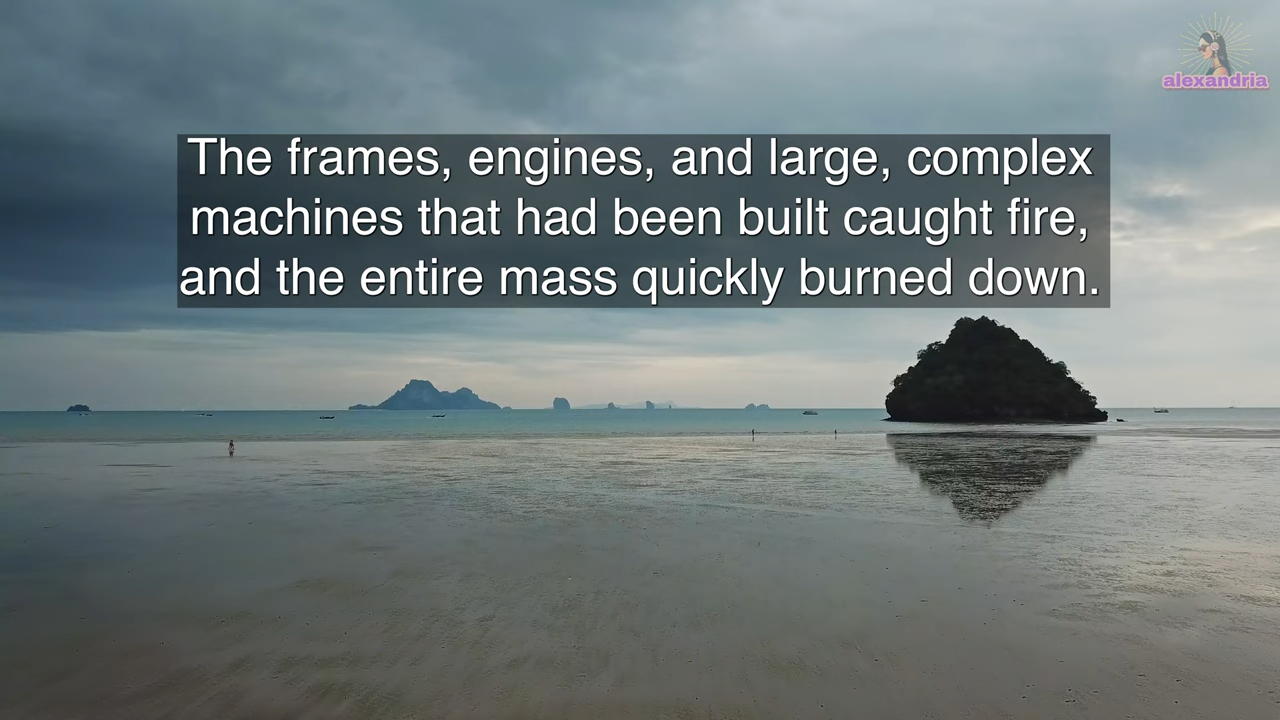 alexandria
The frames, engines, and large, complex
machines that had been built caught fire,
and the entire mass quickly burned down.